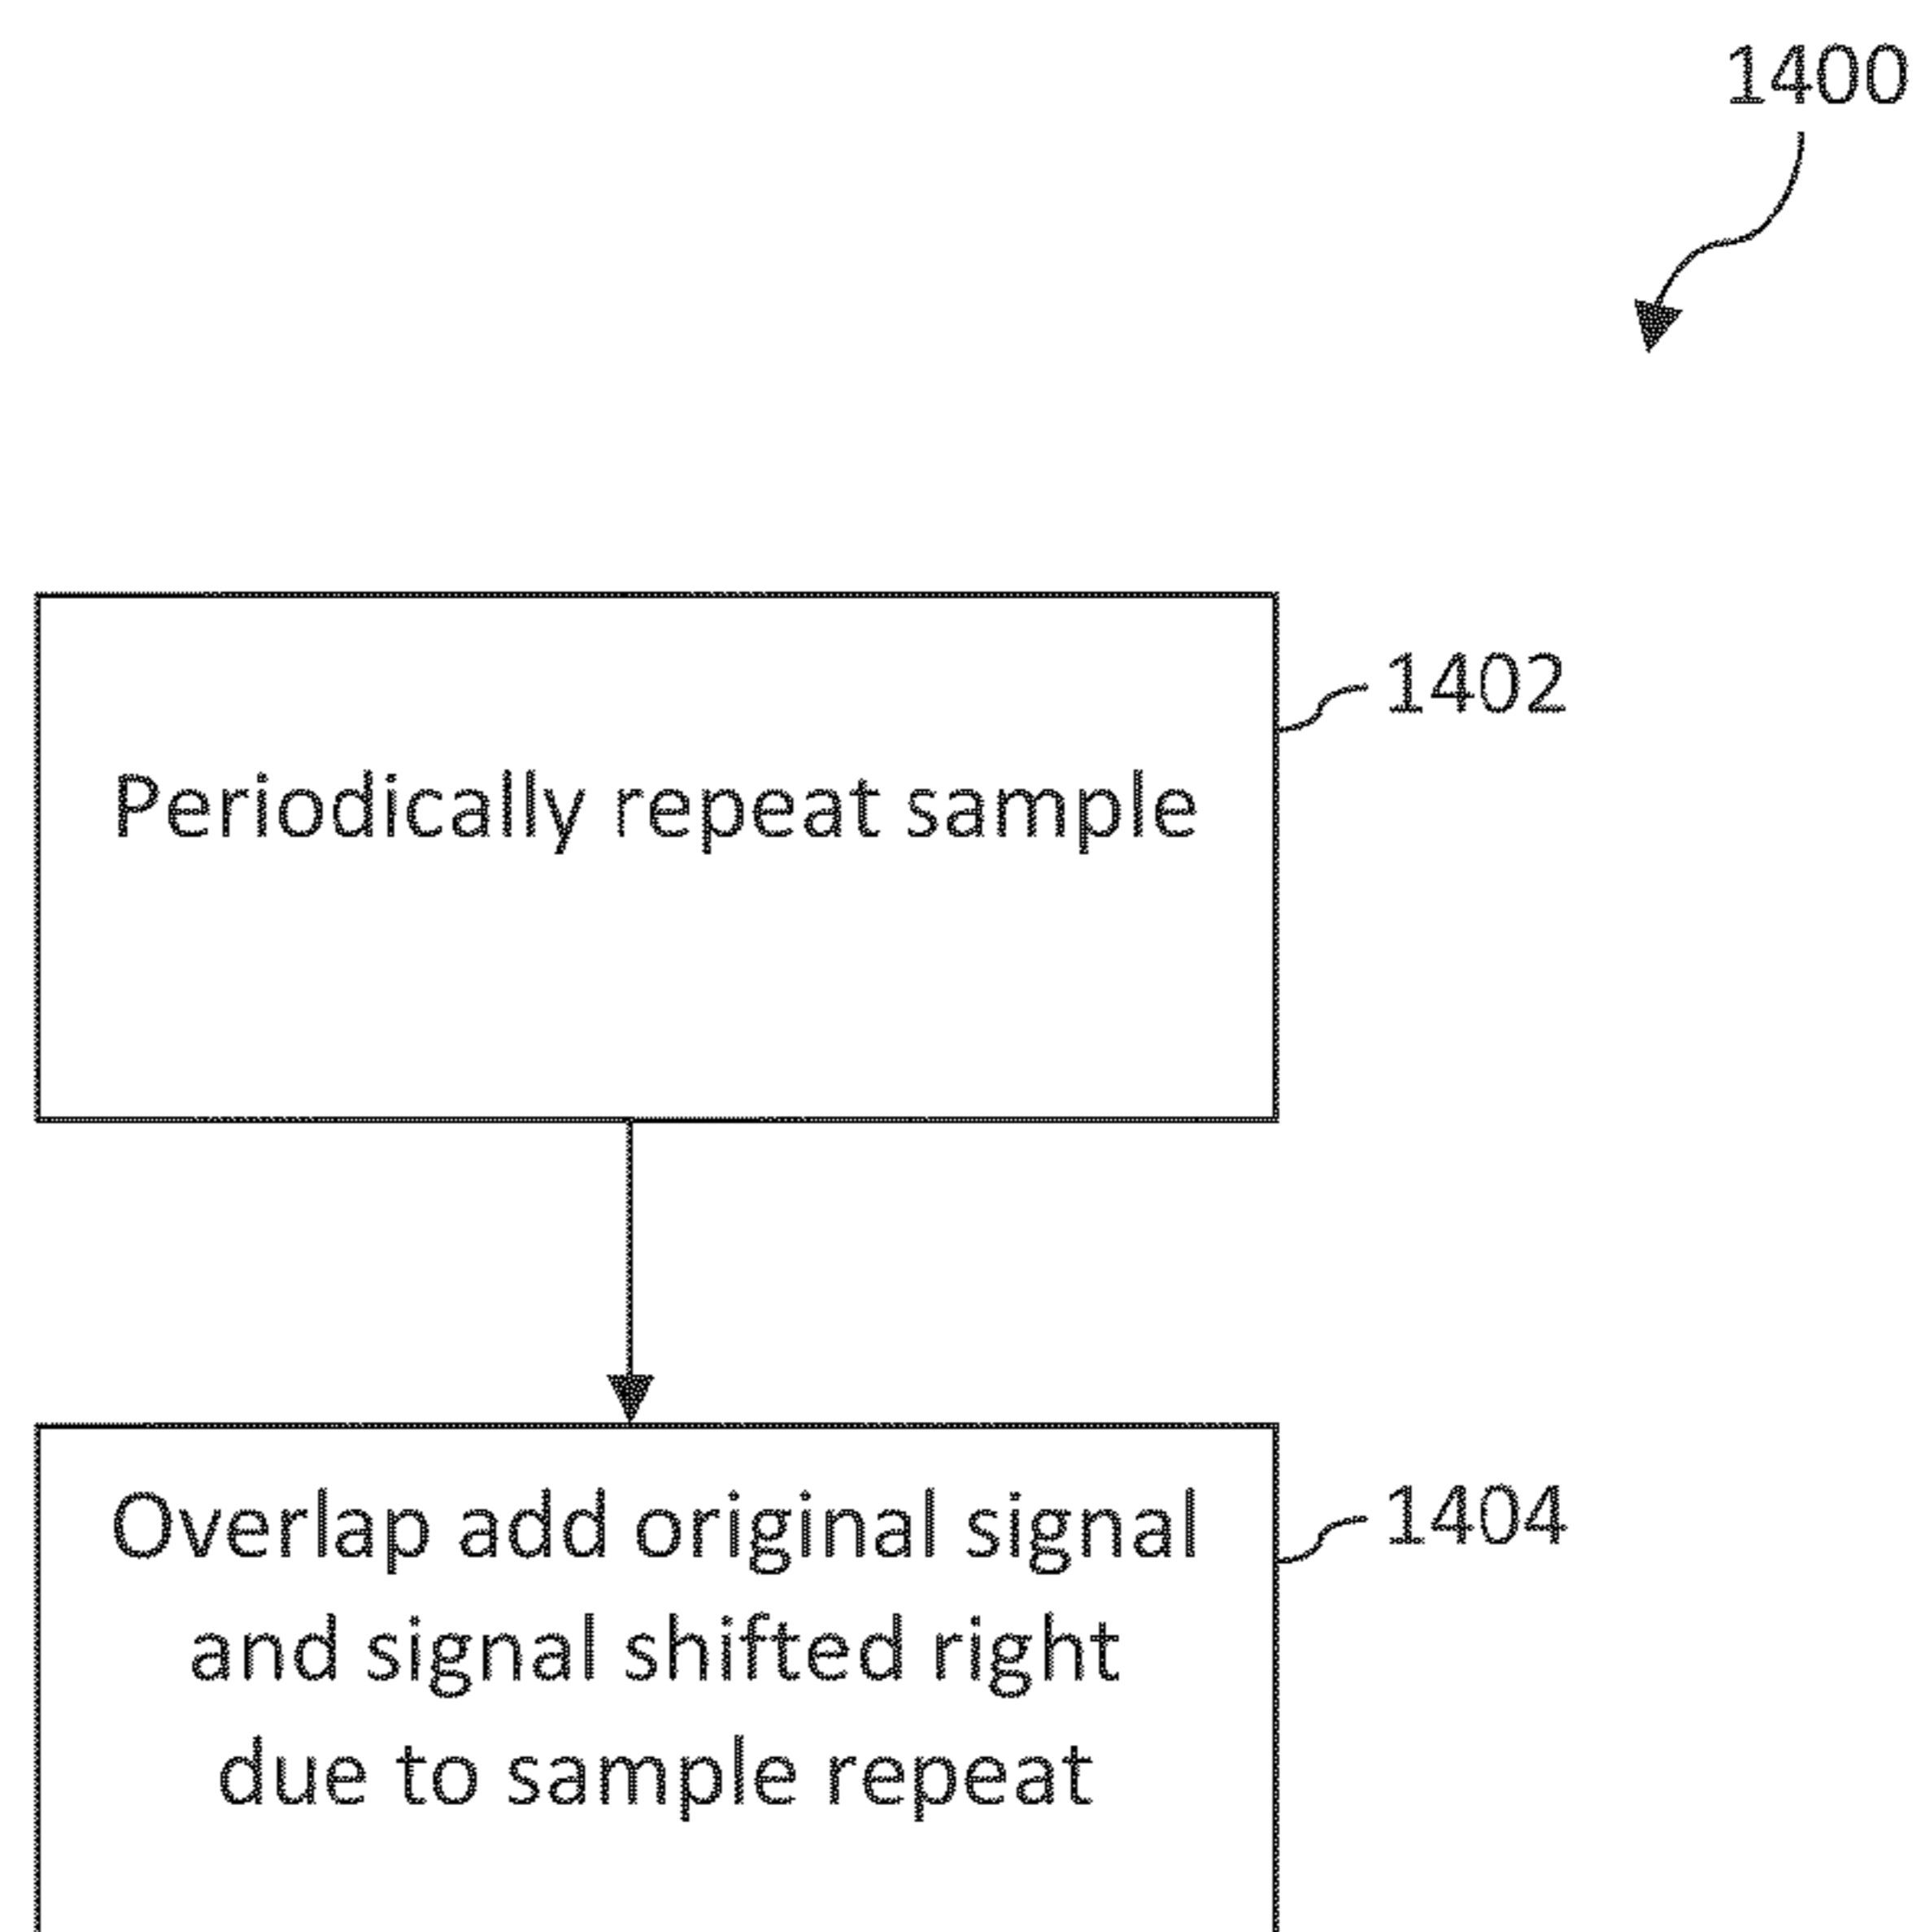 1400
1402
Periodically repeat sample
1404
Overlap add original signal
and signal shifted right
due to sample repeat